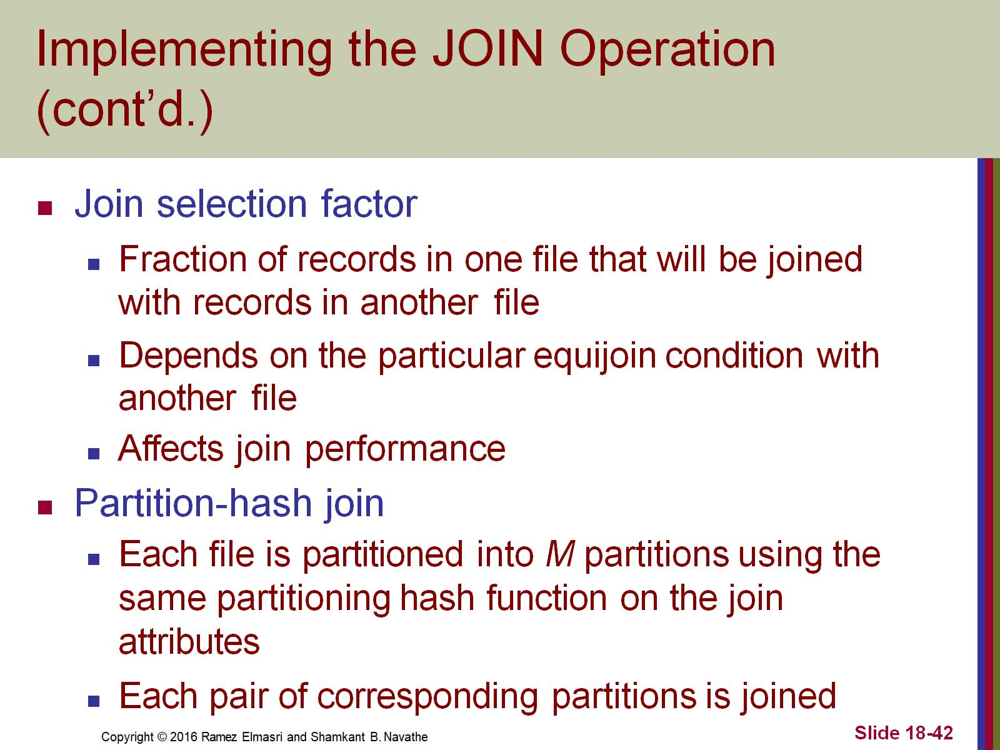 Implementing the JOIN Operation
(cont’d.)
Join selection factor
Fraction of records in one file that will be joined
with records in another file
Depends on the particular equijoin condition with
another file
Affects join performance
Partition-hash join
Each file is partitioned into M partitions using the
same partitioning hash function on the join
attributes
Each pair of corresponding partitions is joined
Copyright © 2016 Ramez Elmasri and Shamkant B. Navathe
Slide 18-42